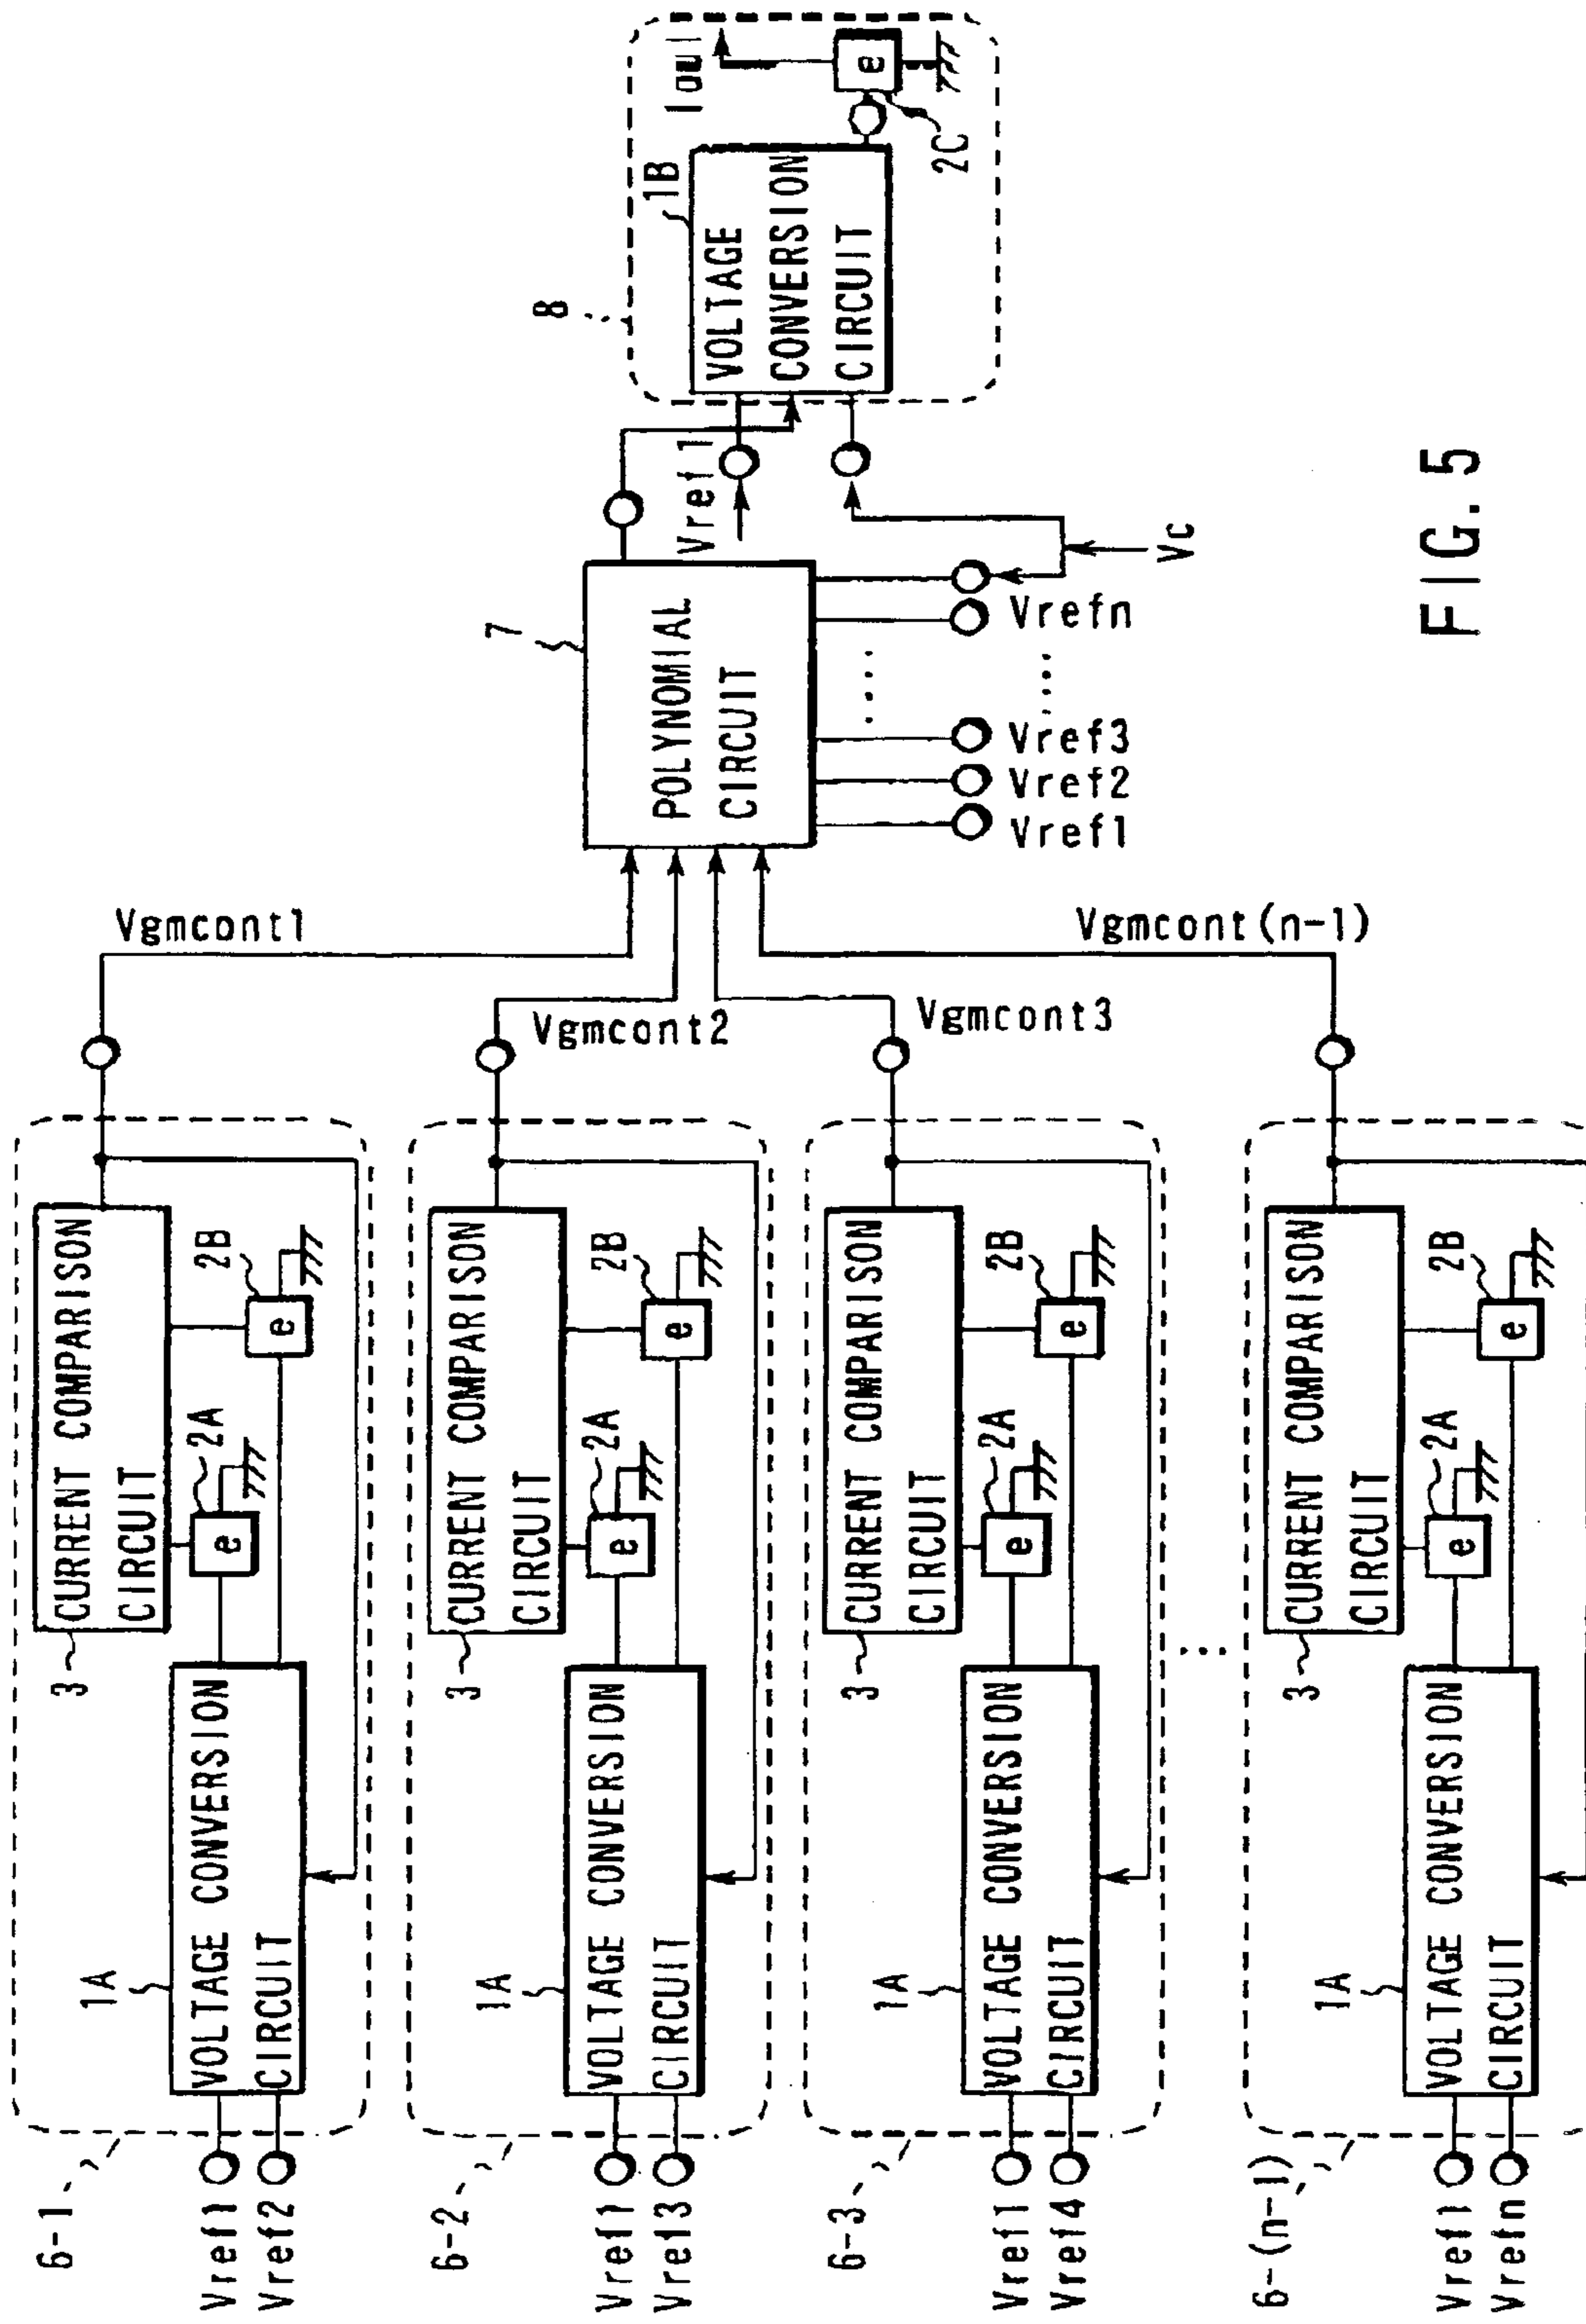 6-1
Vref1
Vref2
1A
VOLTAGE CONVERSION
CIRCUIT
3
CURRENT COMPARISON
CIRCUIT
2A
e
2B
e
Vgmcont1
6-2
Vref1
Vref3
1A
VOLTAGE CONVERSION
CIRCUIT
3
CURRENT COMPARISON
CIRCUIT
2A
e
2B
e
Vgmcont2
6-3
Vref1
Vref4
1A
VOLTAGE CONVERSION
CIRCUIT
3
CURRENT COMPARISON
CIRCUIT
2A
e
2B
e
Vgmcont3
...
6-(n-1)
Vref1
Vrefn
1A
VOLTAGE CONVERSION
CIRCUIT
3
CURRENT COMPARISON
CIRCUIT
2A
e
2B
e
Vgmcont(n-1)
7
POLYNOMIAL
CIRCUIT
....
Vref1
Vref2
Vref3
....
Vrefn
Vc
Vref1
8
1B
VOLTAGE
CONVERSION
CIRCUIT
2C
e
Iout
FIG. 5